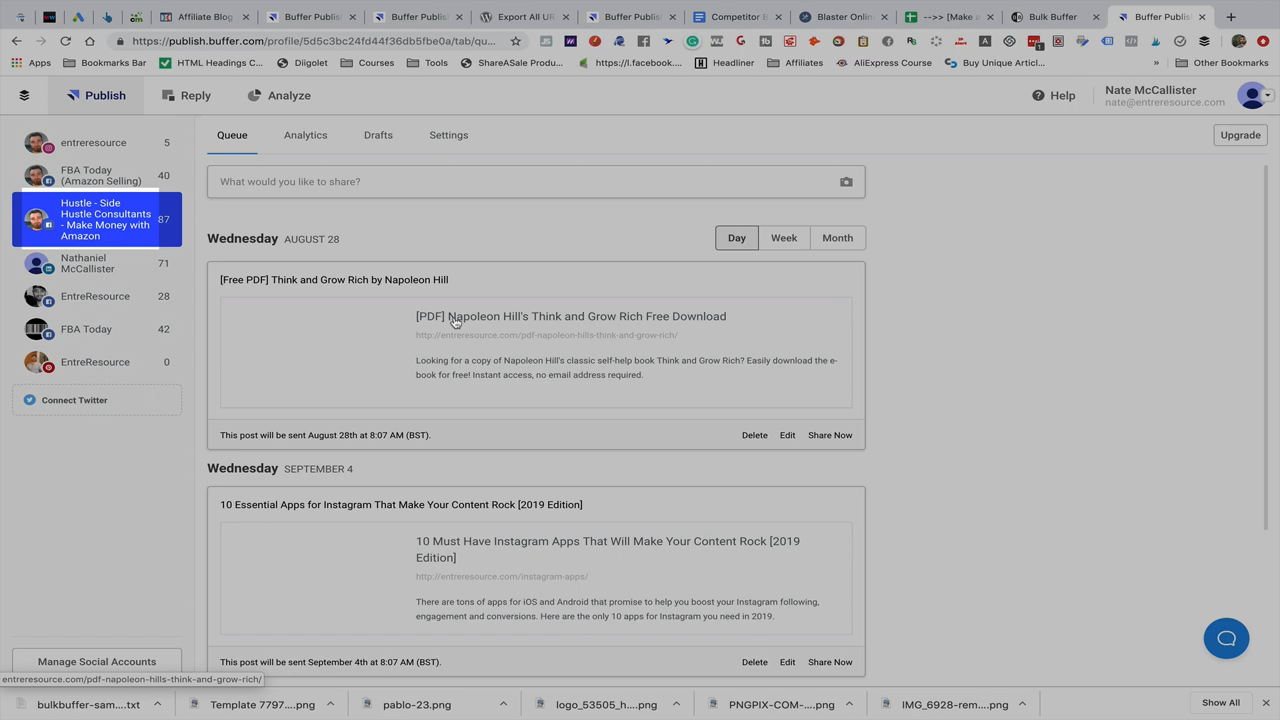 Affiliate Blog
Buffer Publish
Buffer Publis
Export All UR
Buffer Publis
Competitor B
Blaster Onlin
-->> [Make a
Bulk Buffer
Buffer Publis
https://publish.buffer.com/profile/5d5c3bc24fd44f36db5fbe0a/tab/qu...
Apps
Bookmarks Bar
HTML Headings C...
Diigolet
Courses
Tools
ShareASale Produ...
https://l.facebook....
Headliner
Affiliates
AliExpress Course
Buy Unique Articl...
»
Other Bookmarks
Publish
Reply
Analyze
Help
Nate McCallister
nate@entreresource.com
entreresource 5
FBA Today
(Amazon Selling) 40
Hustle - Side
Hustle Consultants
- Make Money with
Amazon
87
Nathaniel
McCallister 71
EntreResource 28
FBA Today 42
EntreResource 0
Connect Twitter
Manage Social Accounts
Queue
Analytics
Drafts
Settings
Upgrade
What would you like to share?
Wednesday AUGUST 28
Day
Week
Month
[Free PDF] Think and Grow Rich by Napoleon Hill
[PDF] Napoleon Hill's Think and Grow Rich Free Download
http://entreresource.com/pdf-napoleon-hills-think-and-grow-rich/
Looking for a copy of Napoleon Hill's classic self-help book Think and Grow Rich? Easily download the e-
book for free! Instant access, no email address required.
This post will be sent August 28th at 8:07 AM (BST).
Delete
Edit
Share Now
Wednesday SEPTEMBER 4
10 Essential Apps for Instagram That Make Your Content Rock [2019 Edition]
10 Must Have Instagram Apps That Will Make Your Content Rock [2019
Edition]
http://entreresource.com/instagram-apps/
There are tons of apps for iOS and Android that promise to help you boost your Instagram following,
engagement and conversions. Here are the only 10 apps for Instagram you need in 2019.
This post will be sent September 4th at 8:07 AM (BST).
Delete
Edit
Share Now
entreresource.com/pdf-napoleon-hills-think-and-grow-rich/
bulkbuffer-sam....txt
Template 7797....png
pablo-23.png
logo_53505_h....png
PNGPIX-COM-....png
IMG_6928-rem....png
Show All